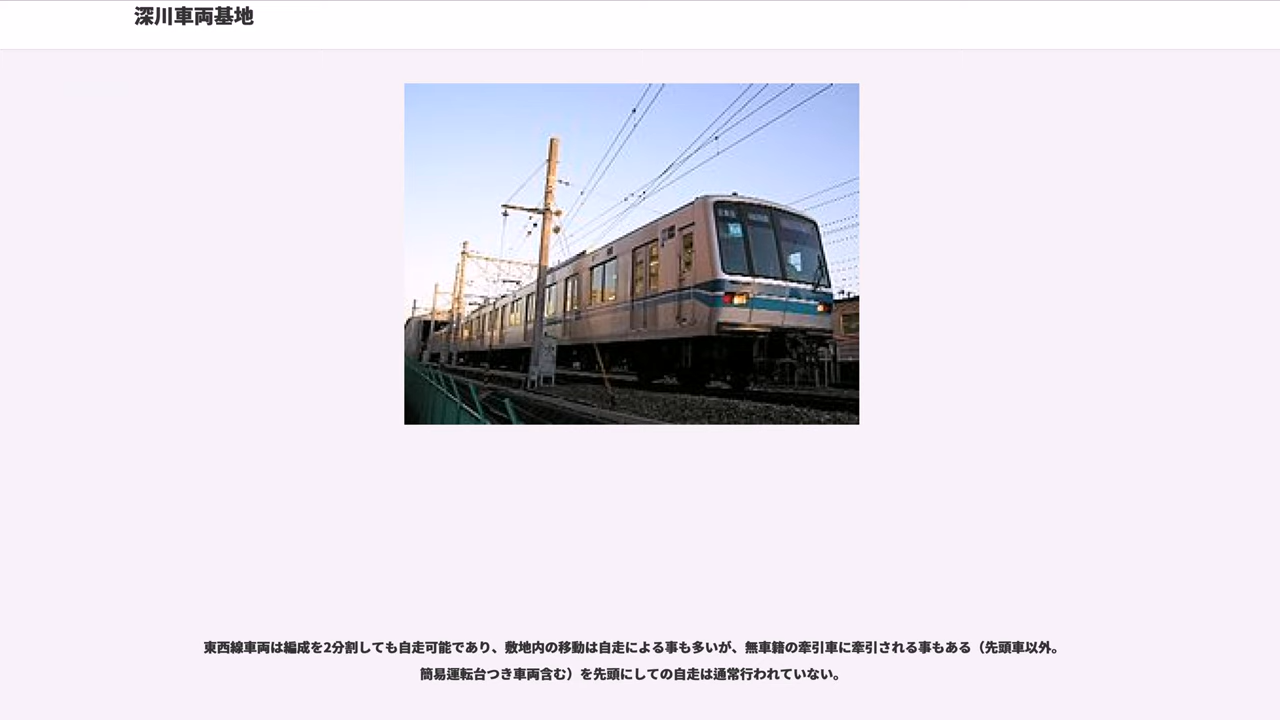 深川車両基地
東西線車両は編成を2分割しても自走可能であり、敷地内の移動は自走による事も多いが、無車籍の牽引車に牽引される事もある（先頭車以外。
簡易運転台つき車両含む）を先頭にしての自走は通常行われていない。